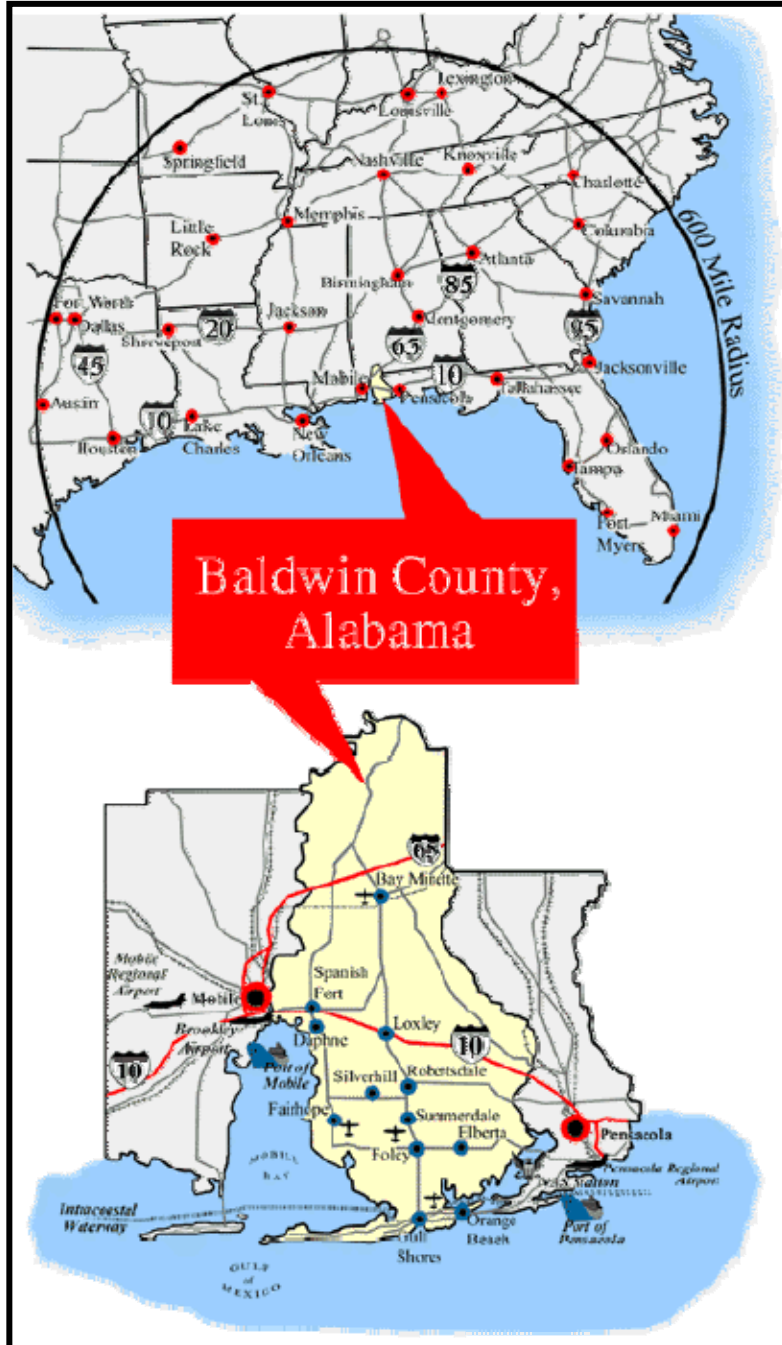 Lexington
St.
Louis
Louisville
Springfield
Nashville
Knoxville
Charlotte
Memphis
Little
Rock
Columbia
600 Mile Radius
Atlanta
Birmingham
85
Savannah
Fort Worth
Dallas
Jackson
Montgomery
Shreveport
20
65
95
45
Mobile
10
Jacksonville
Pensacola
Tallahassee
Austin
10
Lake
Charles
New
Orleans
Houston
Orlando
Tampa
Fort
Myers
Miami
Baldwin County,
Alabama
65
Bay Minette
Mobile
Regional
Airport
Spanish
Fort
Mobile
Brookley
Airport
Daphne
Loxley
10
10
Port of
Mobile
Silverhill
Robertsdale
Fairhope
Summerdale
Elberta
Foley
Pensacola
MOBILE
BAY
Pensacola Regional
Airport
NAS Station
Intracoastal
Waterway
Orange
Beach
Gulf
Shores
Port of
Pensacola
GULF
of
MEXICO